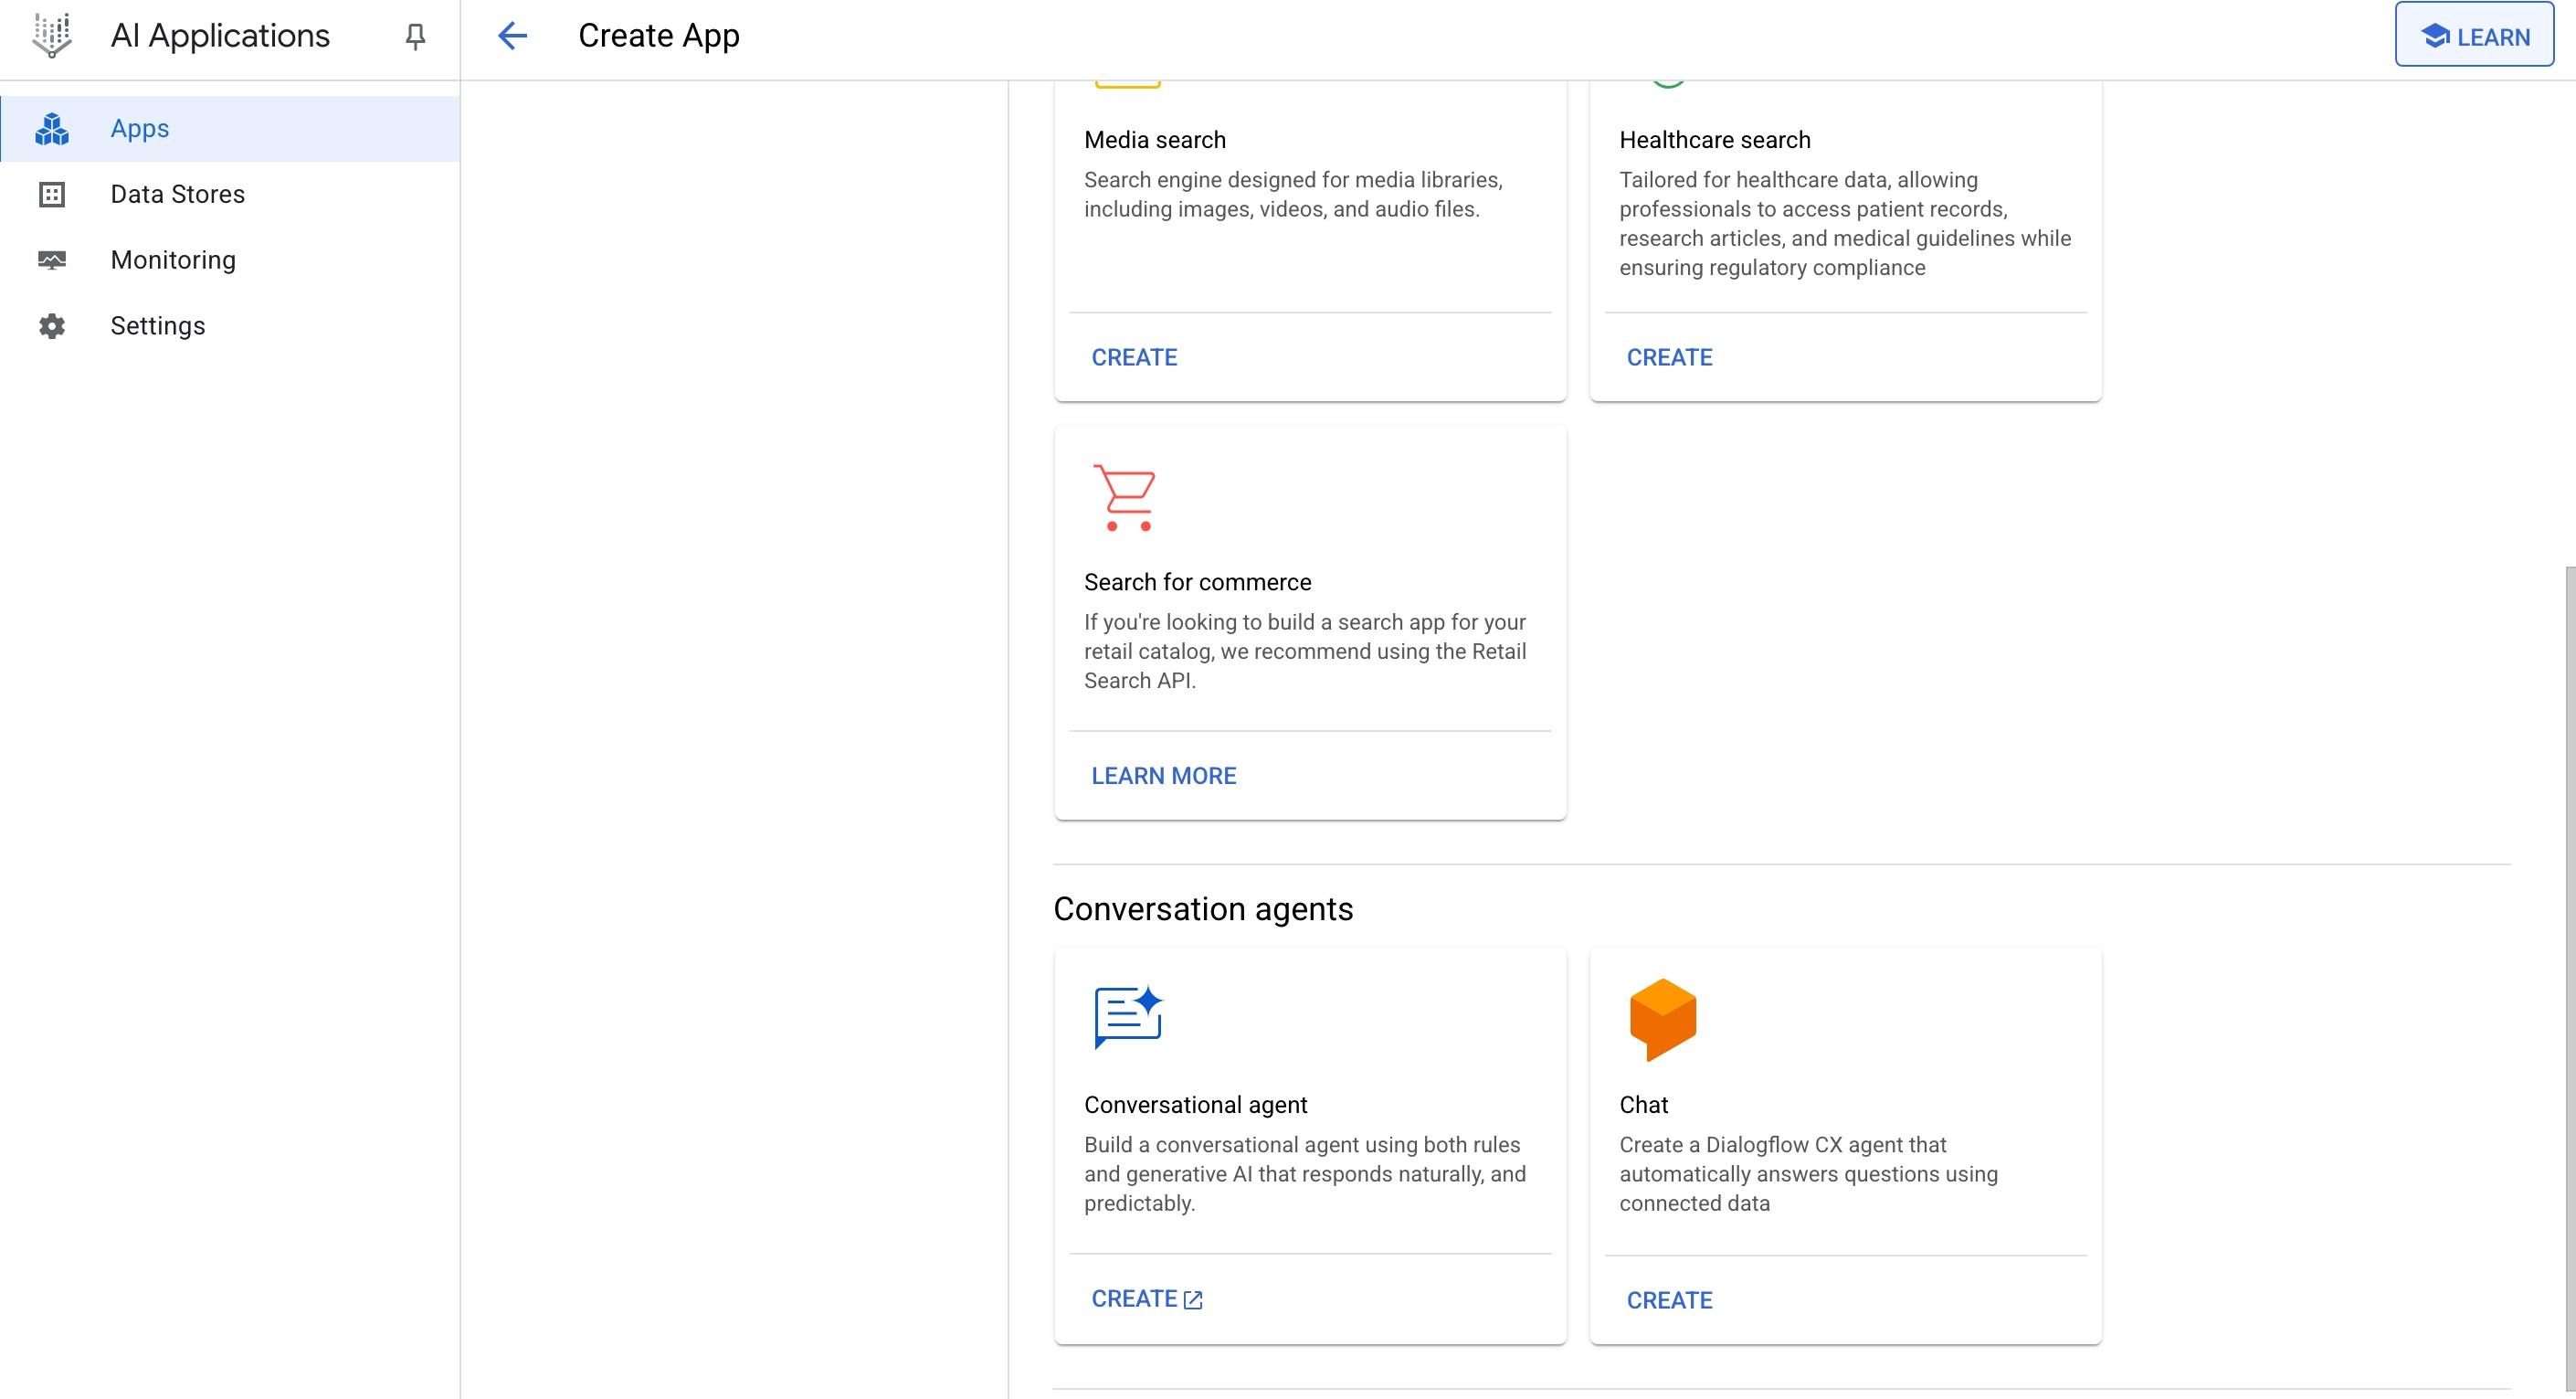 AI Applications
Create App
LEARN
Apps
Data Stores
Monitoring
Settings
Media search
Search engine designed for media libraries,
including images, videos, and audio files.
CREATE
Healthcare search
Tailored for healthcare data, allowing
professionals to access patient records,
research articles, and medical guidelines while
ensuring regulatory compliance
CREATE
Search for commerce
If you're looking to build a search app for your
retail catalog, we recommend using the Retail
Search API.
LEARN MORE
Conversation agents
Conversational agent
Build a conversational agent using both rules
and generative AI that responds naturally, and
predictably.
CREATE
Chat
Create a Dialogflow CX agent that
automatically answers questions using
connected data
CREATE